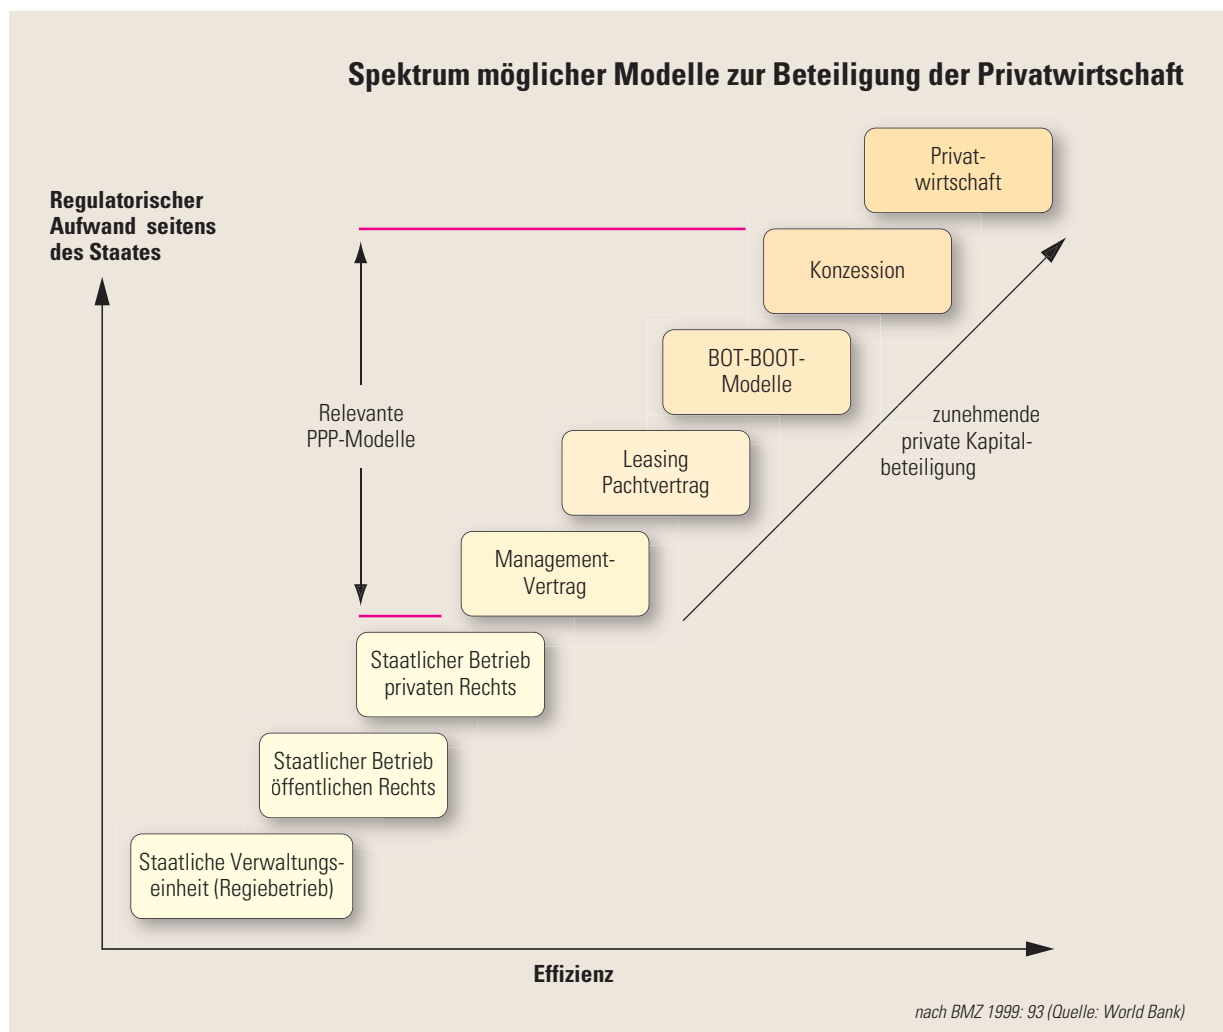 Spektrum möglicher Modelle zur Beteiligung der Privatwirtschaft
Regulatorischer
Aufwand seitens
des Staates
Privat-
wirtschaft
Konzession
BOT-BOOT-
Modelle
Relevante
PPP-Modelle
zunehmende
private Kapital-
beteiligung
Leasing
Pachtvertrag
Management-
Vertrag
Staatlicher Betrieb
privaten Rechts
Staatlicher Betrieb
öffentlichen Rechts
Staatliche Verwaltungs-
einheit (Regiebetrieb)
Effizienz
nach BMZ 1999: 93 (Quelle: World Bank)